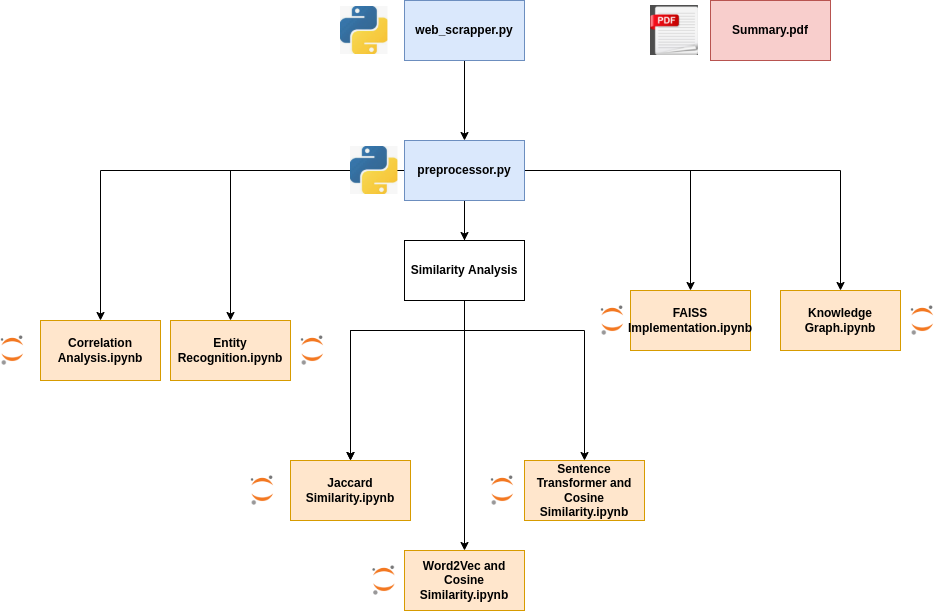 web_scrapper.py
PDF
Summary.pdf
preprocessor.py
Similarity Analysis
FAISS
Implementation.ipynb
Knowledge
Graph.ipynb
Correlation
Analysis.ipynb
Entity
Recognition.ipynb
Jaccard
Similarity.ipynb
Sentence
Transformer and
Cosine
Similarity.ipynb
Word2Vec and
Cosine
Similarity.ipynb